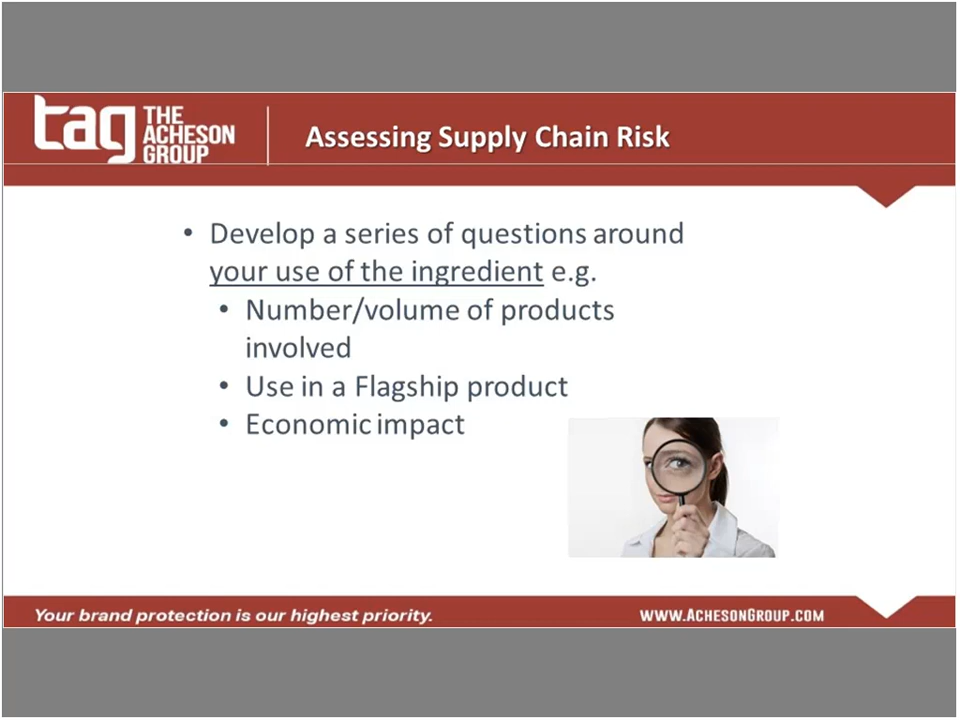 tag THE
ACHESON
GROUP
Assessing Supply Chain Risk
• Develop a series of questions around
your use of the ingredient e.g.
• Number/volume of products
involved
• Use in a Flagship product
• Economic impact
Your brand protection is our highest priority.
WWW.ACHESONGROUP.COM